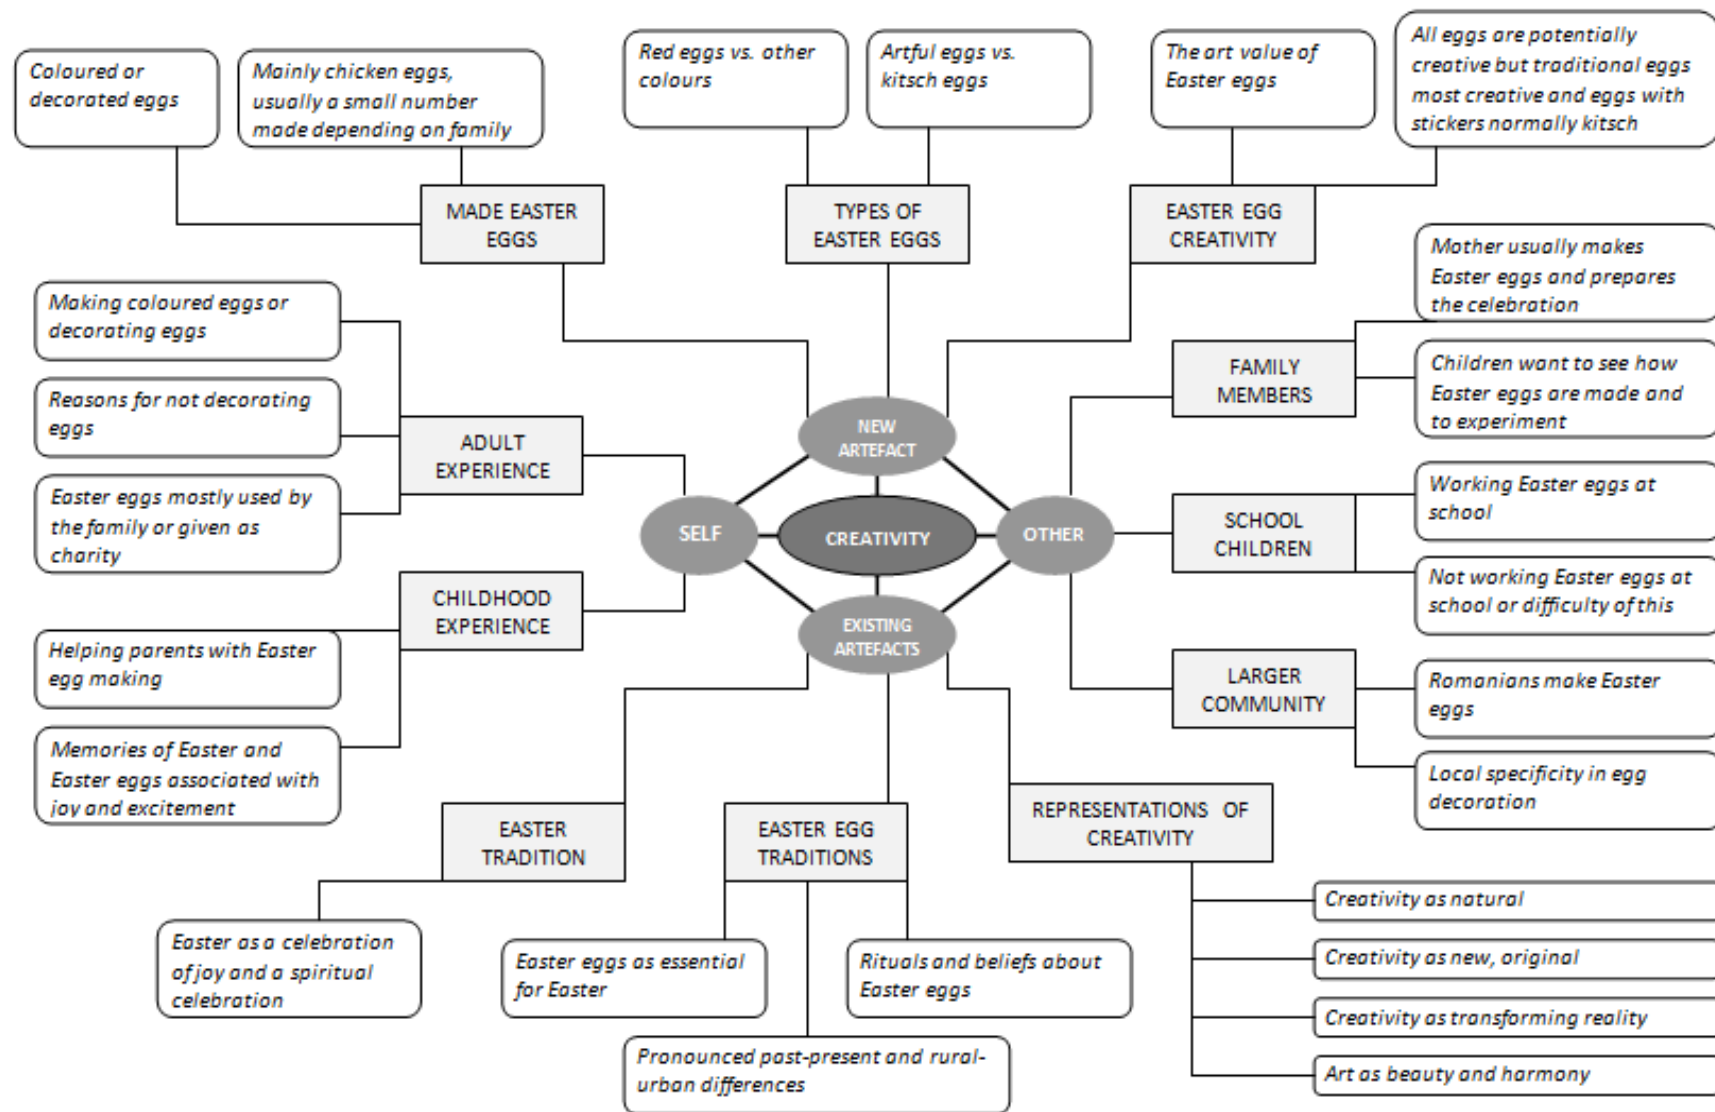 Coloured or
decorated eggs
Mainly chicken eggs,
usually a small number
made depending on family
Red eggs vs. other
colours
Artful eggs vs.
kitsch eggs
The art value of
Easter eggs
All eggs are potentially
creative but traditional eggs
most creative and eggs with
stickers normally kitsch
MADE EASTER
EGGS
TYPES OF
EASTER EGGS
EASTER EGG
CREATIVITY
Making coloured eggs or
decorating eggs
Reasons for not decorating
eggs
Easter eggs mostly used by
the family or given as
charity
ADULT
EXPERIENCE
CHILDHOOD
EXPERIENCE
Helping parents with Easter
egg making
Memories of Easter and
Easter eggs associated with
joy and excitement
NEW
ARTEFACT
SELF
CREATIVITY
OTHER
EXISTING
ARTEFACTS
FAMILY
MEMBERS
Mother usually makes
Easter eggs and prepares
the celebration
Children want to see how
Easter eggs are made and
to experiment
SCHOOL
CHILDREN
Working Easter eggs at
school
Not working Easter eggs at
school or difficulty of this
LARGER
COMMUNITY
Romanians make Easter
eggs
Local specificity in egg
decoration
EASTER
TRADITION
EASTER EGG
TRADITIONS
REPRESENTATIONS OF
CREATIVITY
Easter as a celebration
of joy and a spiritual
celebration
Easter eggs as essential
for Easter
Rituals and beliefs about
Easter eggs
Pronounced past-present and rural-
urban differences
Creativity as natural
Creativity as new, original
Creativity as transforming reality
Art as beauty and harmony